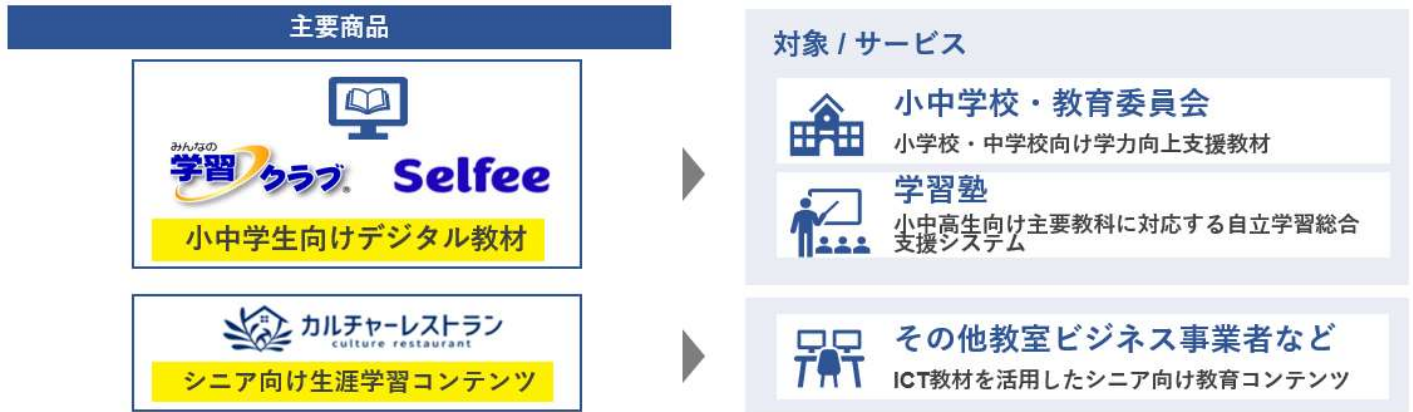 主要商品
みんなの
学習クラブ®
Selfee
小中学生向けデジタル教材
カルチャーレストラン
culture restaurant
シニア向け生涯学習コンテンツ
対象 / サービス
小中学校・教育委員会
小学校・中学校向け学力向上支援教材
学習塾
小中高生向け主要教科に対応する自立学習総合
支援システム
その他教室ビジネス事業者など
ICT教材を活用したシニア向け教育コンテンツ